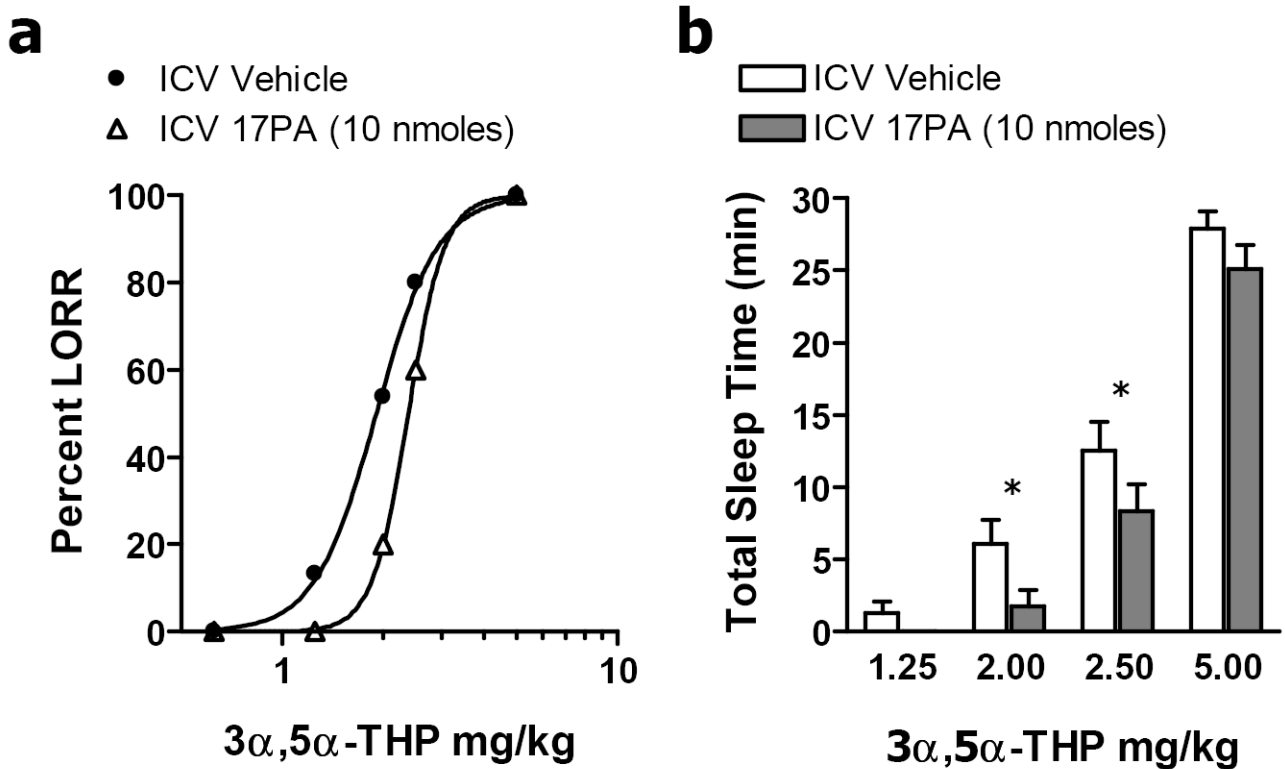 a
ICV Vehicle
ICV 17PA (10 nmoles)
100
80
60
40
20
0
Percent LORR
1
10
3α,5α-THP mg/kg
b
ICV Vehicle
ICV 17PA (10 nmoles)
30
25
20
15
10
5
0
Total Sleep Time (min)
*
*
1.25 2.00 2.50 5.00
3α,5α-THP mg/kg